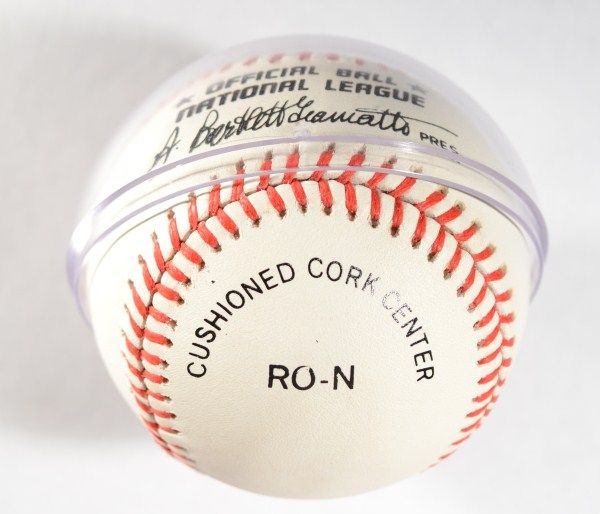 ★ OFFICIAL BALL ★
NATIONAL LEAGUE
A. Bartlett Giamatti
PRES.
CUSHIONED CORK CENTER
RO-N